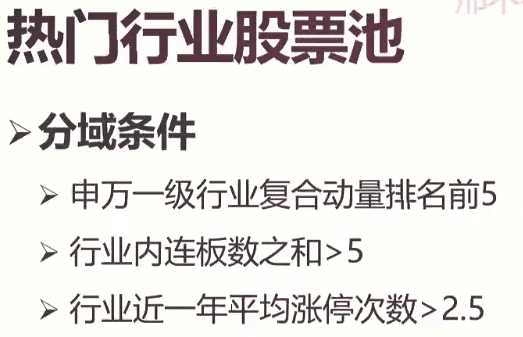 热门行业股票池
分域条件
申万一级行业复合动量排名前5
行业内连板数之和>5
行业近一年平均涨停次数>2.5